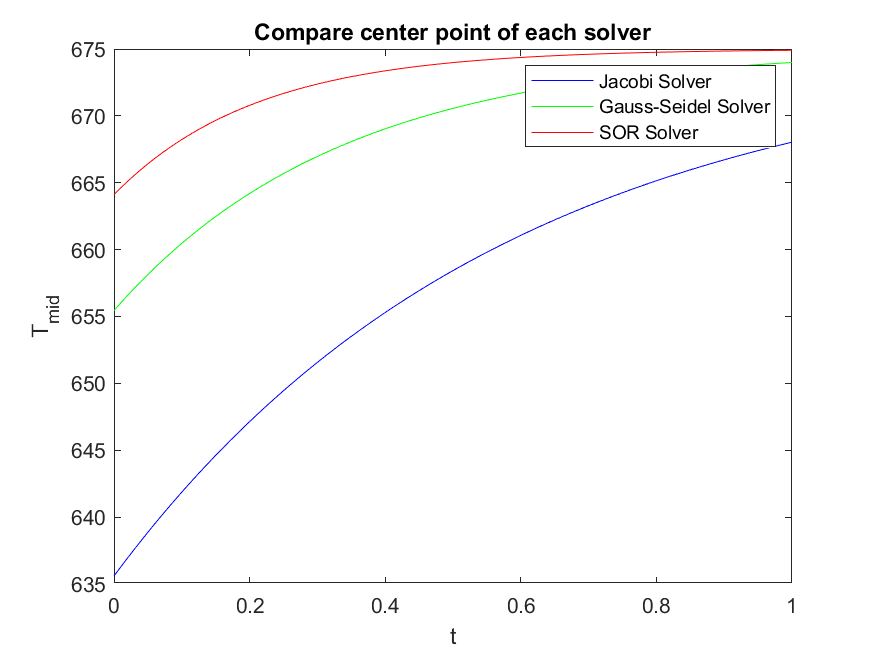 Compare center point of each solver
675
670
665
660
655
650
645
640
635
T_mid
Jacobi Solver
Gauss-Seidel Solver
SOR Solver
0 0.2 0.4 0.6 0.8 1
t